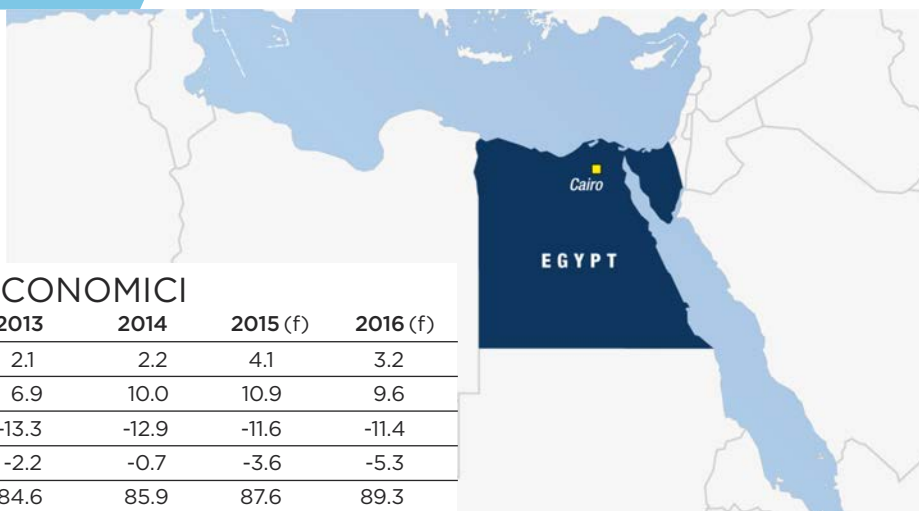 Cairo
EGYPT
CONOMICI
2013 2014 2015 (f) 2016 (f)
2.1 2.2 4.1 3.2
6.9 10.0 10.9 9.6
-13.3 -12.9 -11.6 -11.4
-2.2 -0.7 -3.6 -5.3
84.6 85.9 87.6 89.3